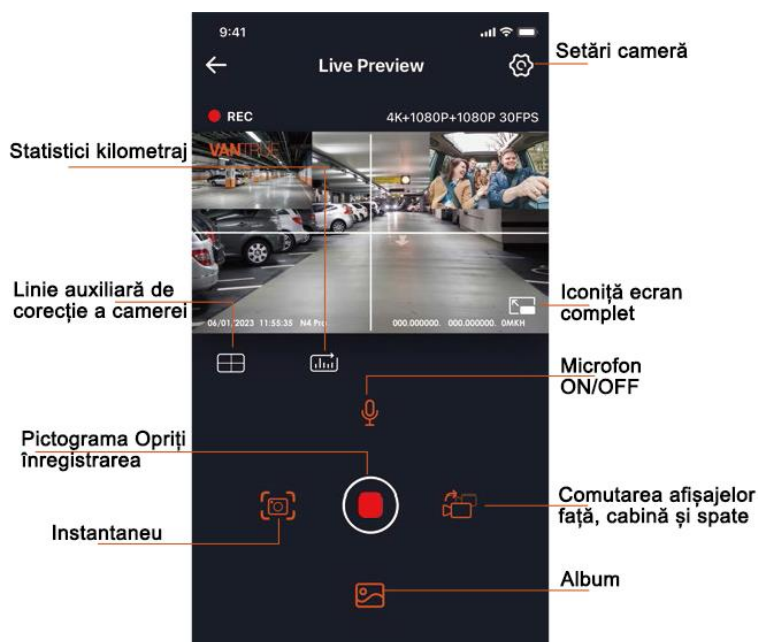 9:41
Setări cameră
Live Preview
REC
4K+1080P+1080P 30FPS
Statistici kilometraj
VANTRUE
Linie auxiliară de
corecție a camerei
Iconiță ecran
complet
06/01/2023 11:55:35 N4 Pro
000.000000. 000.000000. 0MKH
Microfon
ON/OFF
Pictograma Opriți
înregistrarea
Comutarea afișajelor
față, cabină și spate
Instantaneu
Album